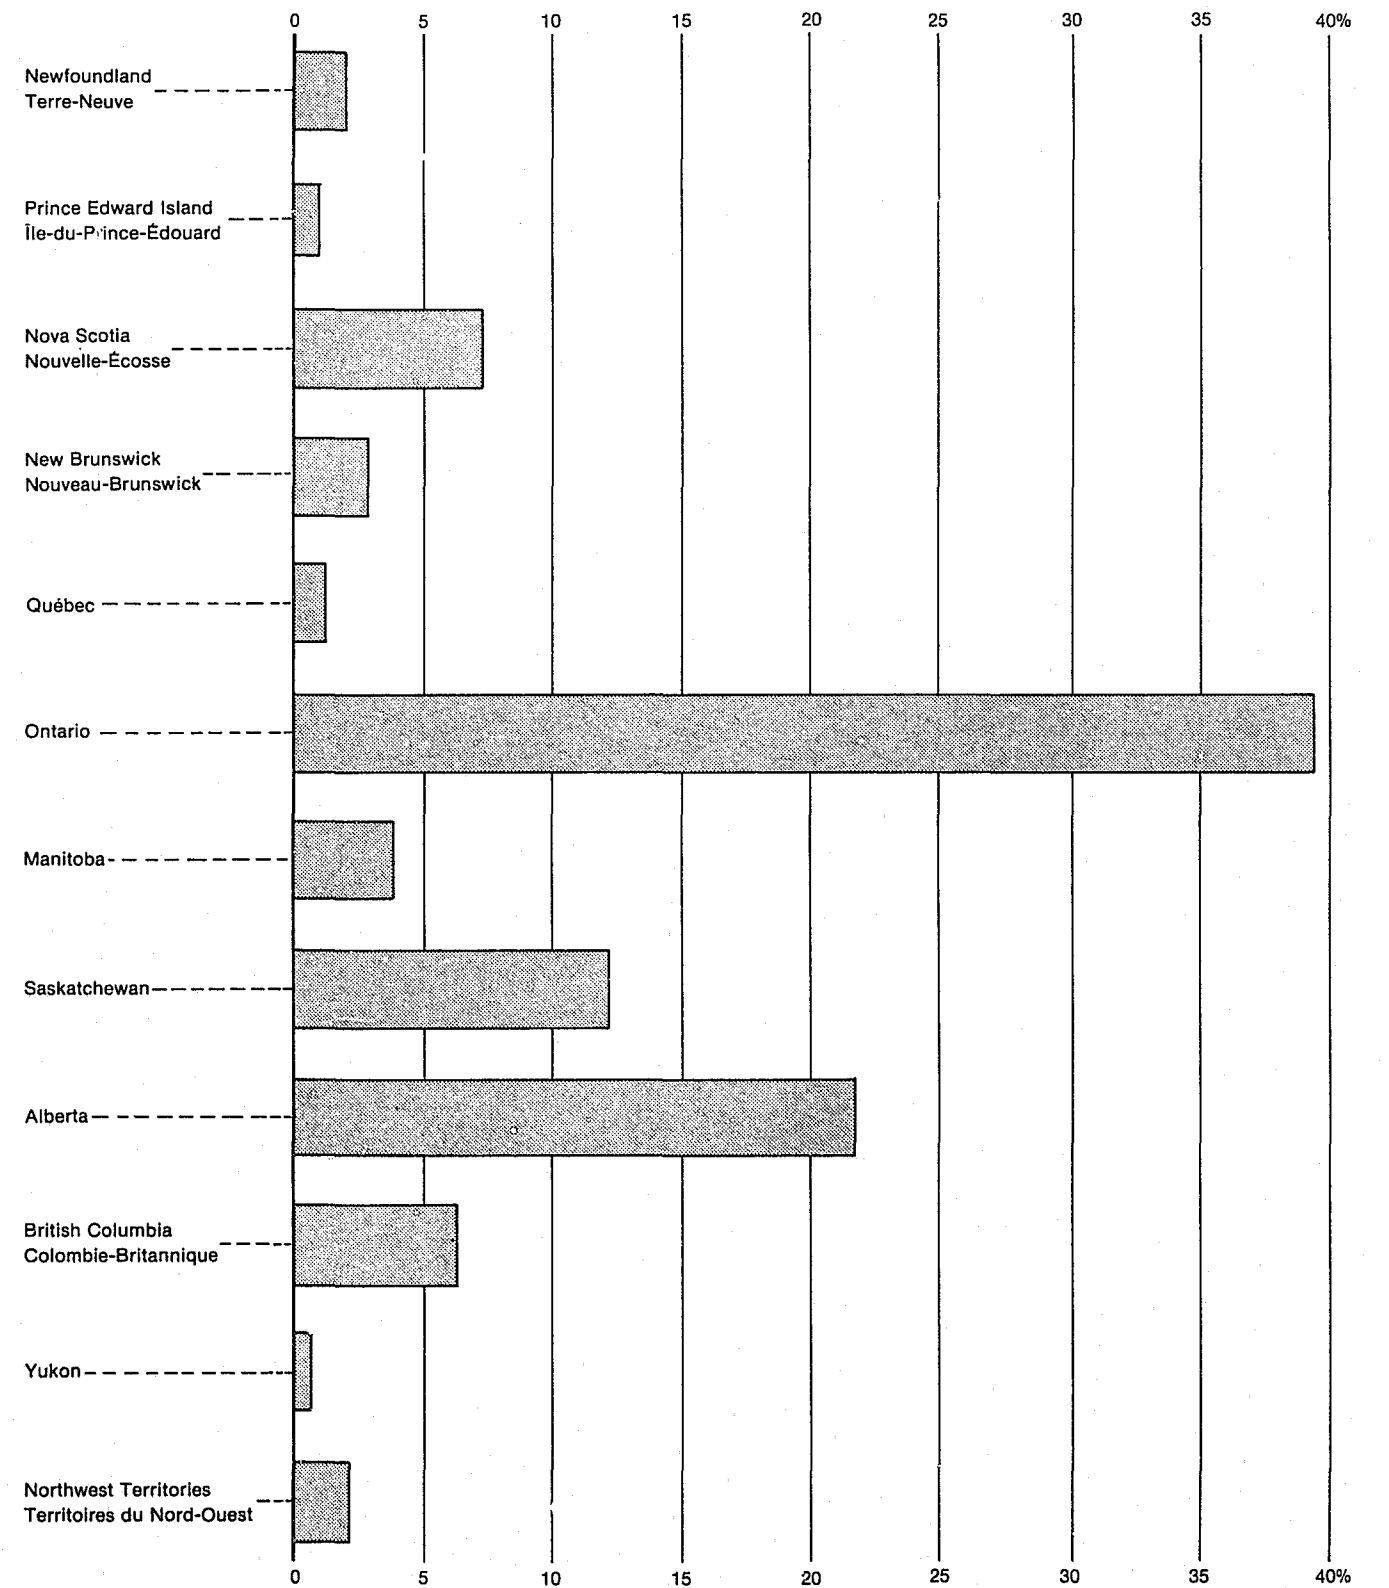 0 5 10 15 20 25 30 35 40%
Newfoundland
Terre-Neuve
Prince Edward Island
Île-du-Prince-Édouard
Nova Scotia
Nouvelle-Écosse
New Brunswick
Nouveau-Brunswick
Québec
Ontario
Manitoba
Saskatchewan
Alberta
British Columbia
Colombie-Britannique
Yukon
Northwest Territories
Territoires du Nord-Ouest
0 5 10 15 20 25 30 35 40%